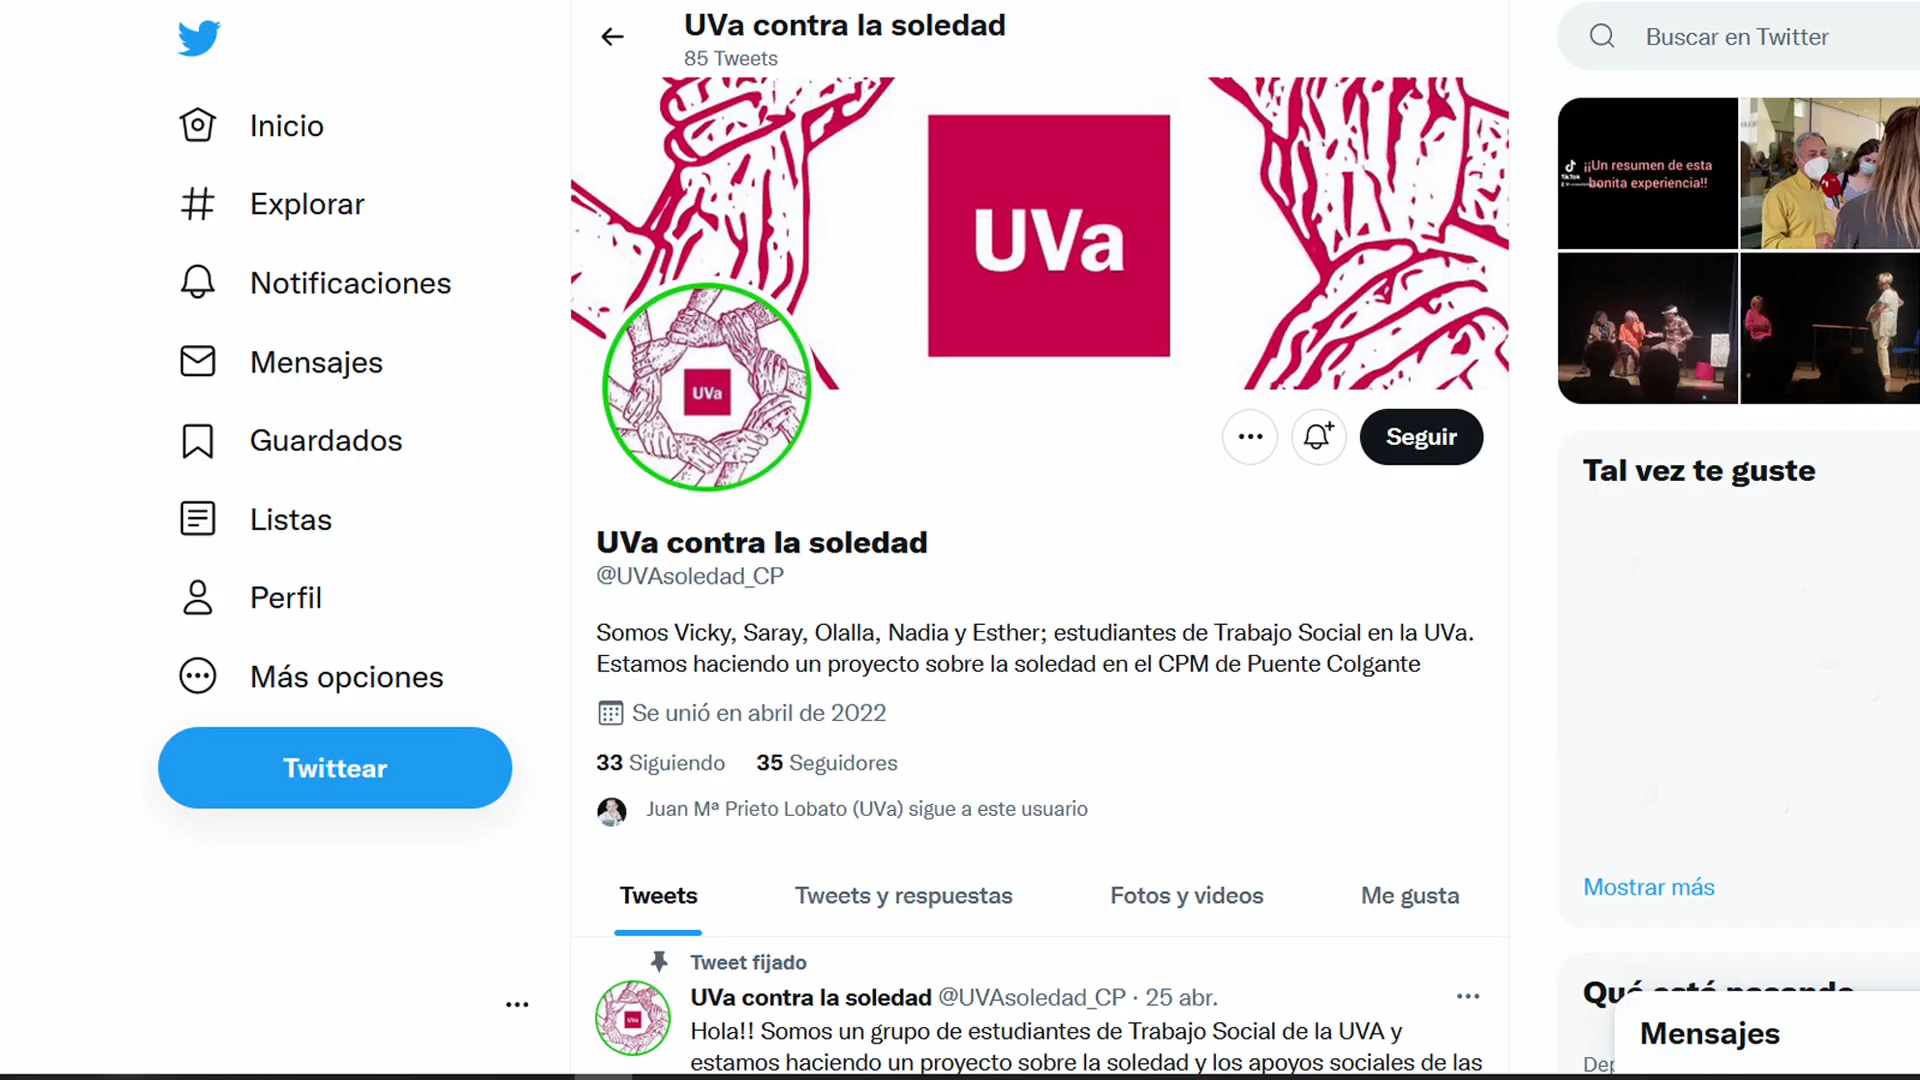 UVa contra la soledad
85 Tweets
Buscar en Twitter
Inicio
Explorar
Notificaciones
Mensajes
Guardados
Listas
Perfil
Más opciones
Twittear
UVa
UVa
¡¡Un resumen de esta
bonita experiencia!!
TikTok
Seguir
UVa contra la soledad
@UVAsoledad_CP
Somos Vicky, Saray, Olalla, Nadia y Esther; estudiantes de Trabajo Social en la UVa.
Estamos haciendo un proyecto sobre la soledad en el CPM de Puente Colgante
Se unió en abril de 2022
33 Siguiendo 35 Seguidores
Juan Mª Prieto Lobato (UVa) sigue a este usuario
Tweets Tweets y respuestas Fotos y videos Me gusta
Tweet fijado
UVa contra la soledad @UVAsoledad_CP · 25 abr.
UVa
Hola!! Somos un grupo de estudiantes de Trabajo Social de la UVA y
estamos haciendo un proyecto sobre la soledad y los apoyos sociales de las
Tal vez te guste
Mostrar más
Qué está pasando
Mensajes